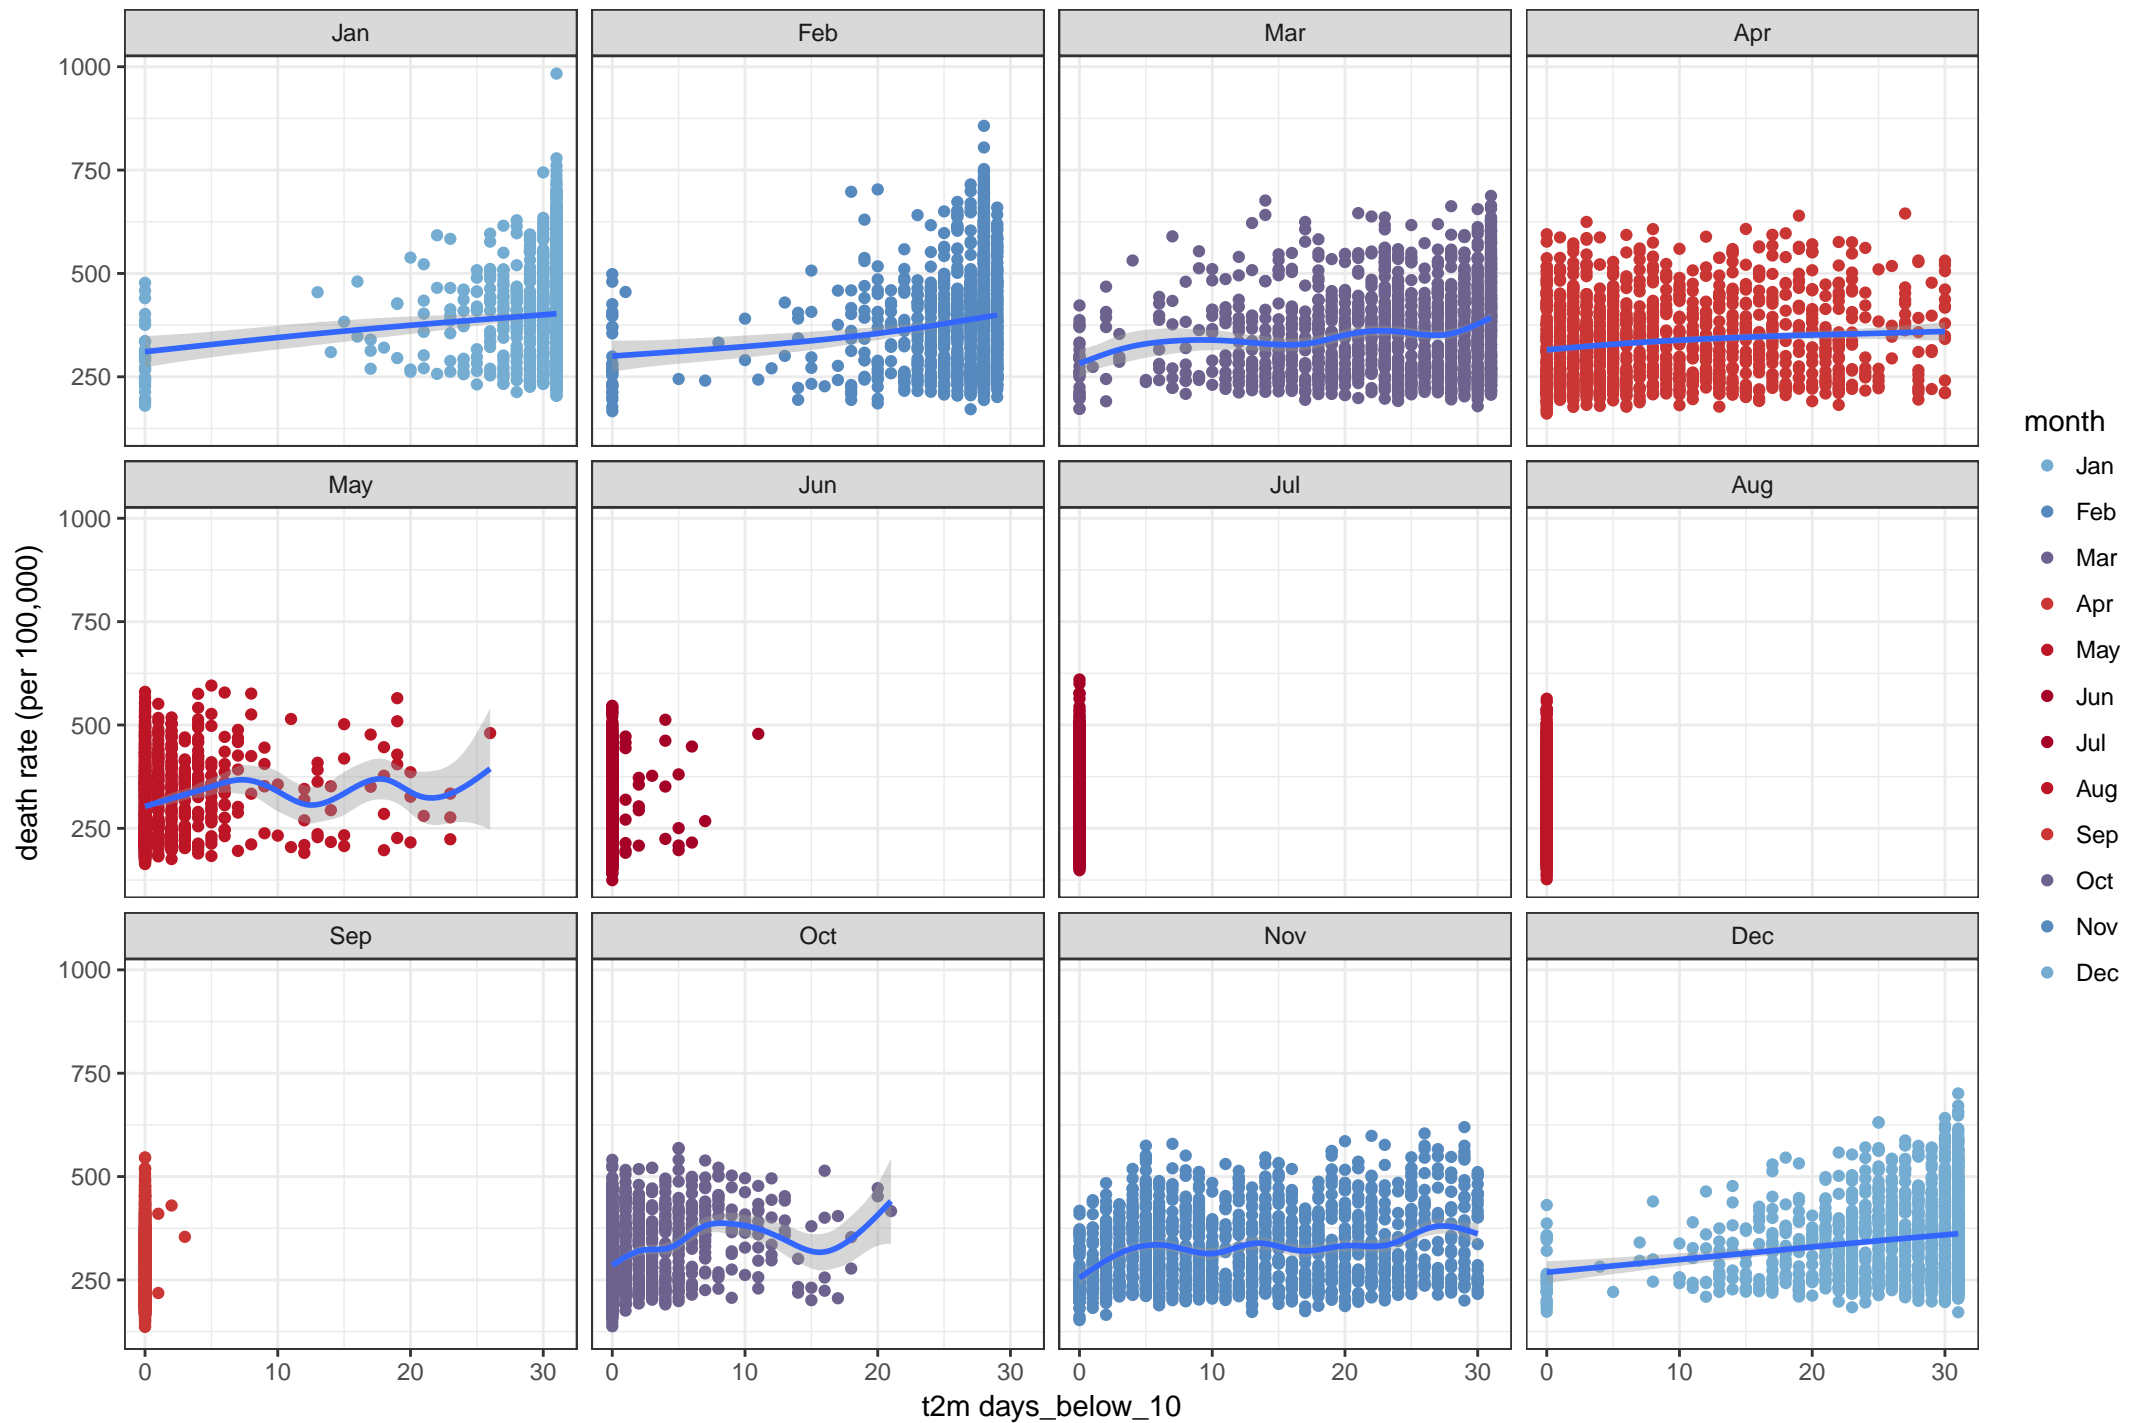 Jan Feb Mar Apr
1000
750
500
250
May Jun Jul Aug
1000
750
500
250
Sep Oct Nov Dec
1000
750
500
250
0 10 20 30 0 10 20 30 0 10 20 30 0 10 20 30
t2m days_below_10
death rate (per 100,000)
month
Jan
Feb
Mar
Apr
May
Jun
Jul
Aug
Sep
Oct
Nov
Dec